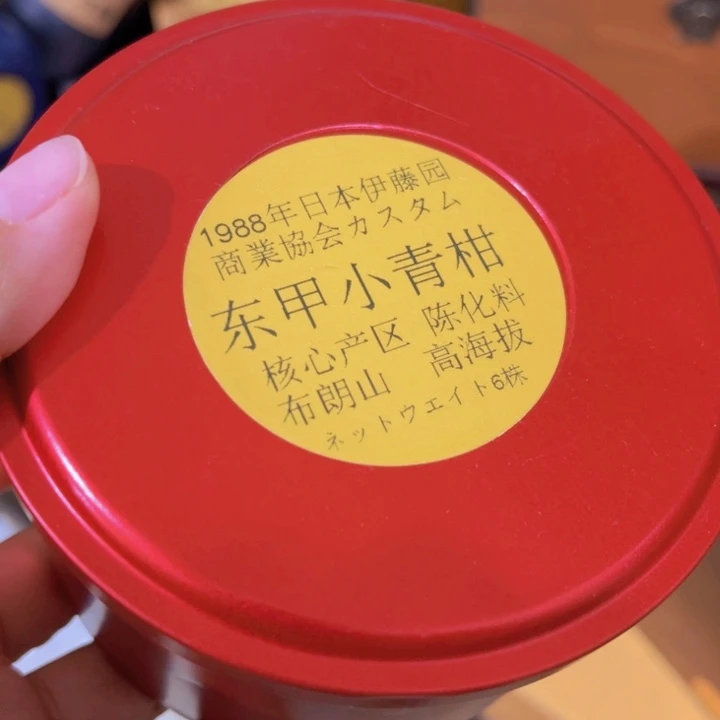 1988年日本伊藤园
商業協会カスタム
东甲小青柑
核心产区 陈化料
布朗山 高海拔
ネットウエイト6株